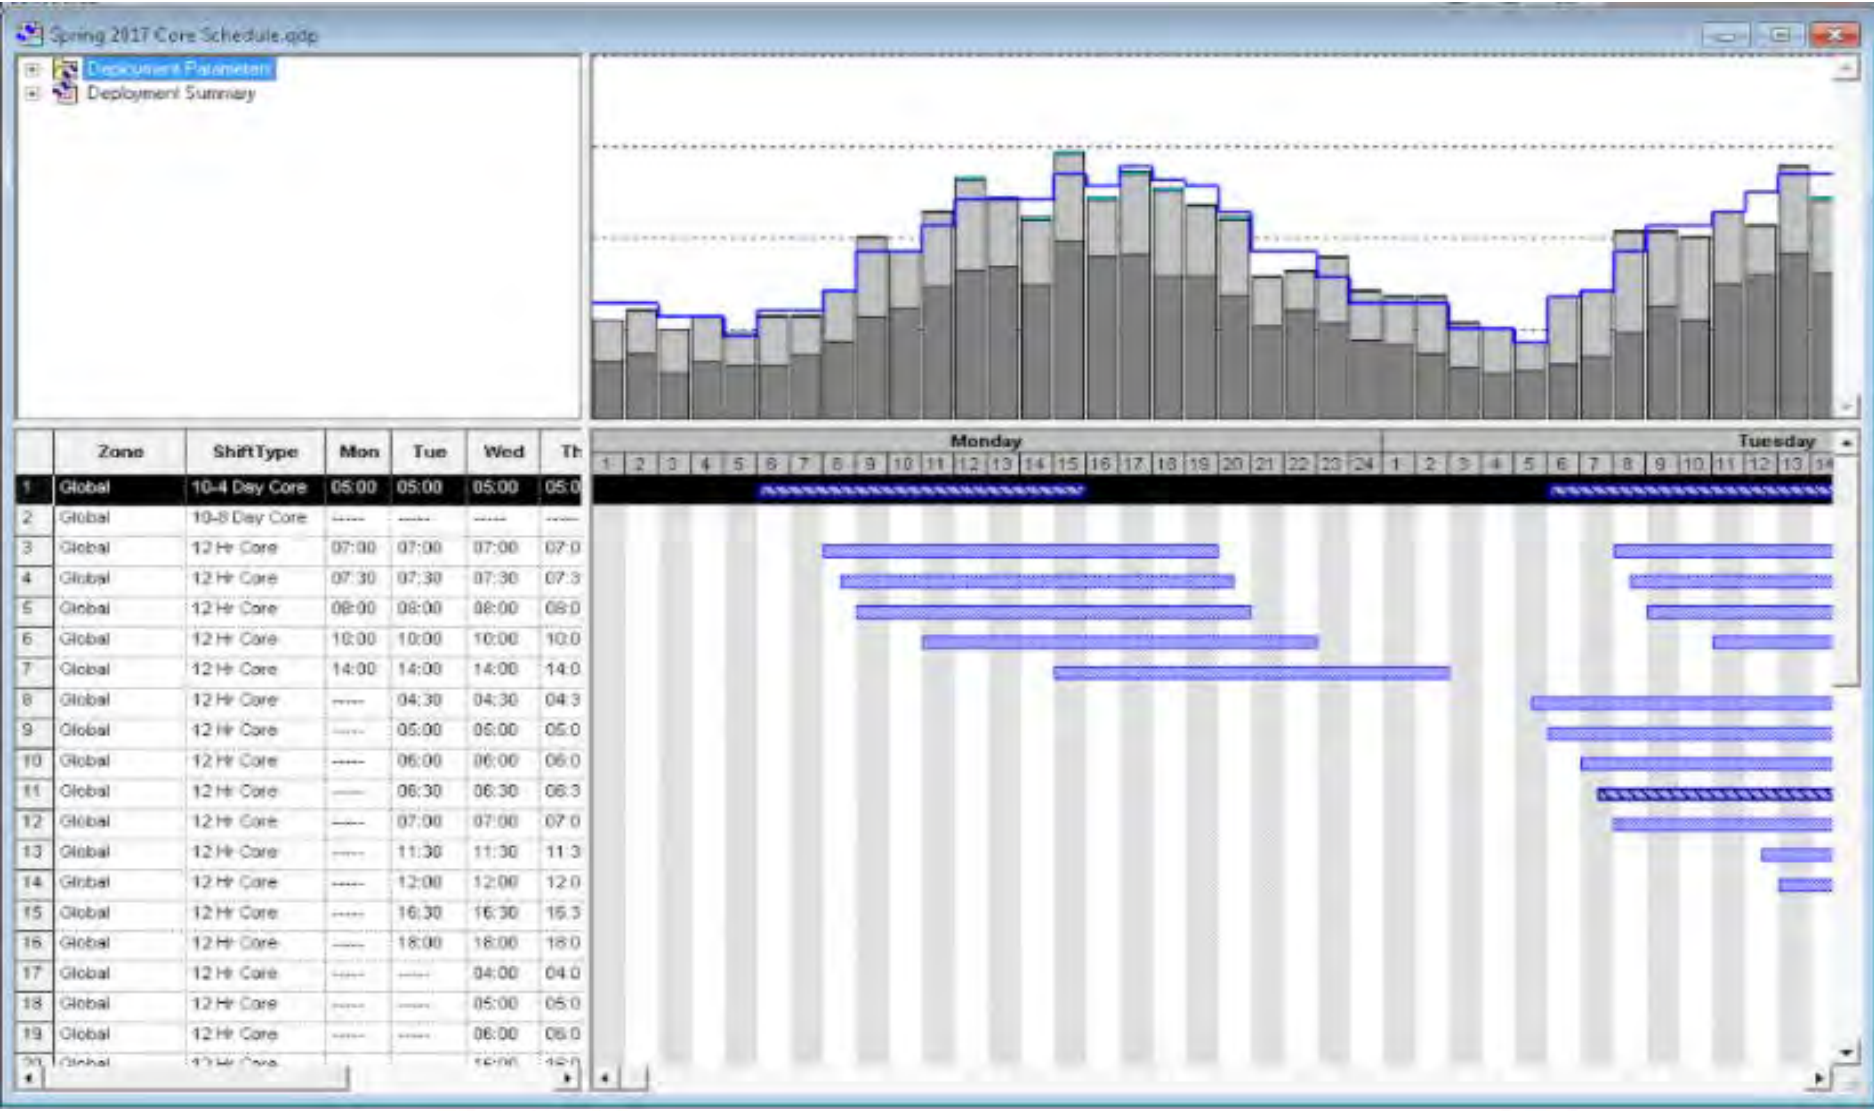 Spring 2017 Core Schedule.qdp
Deployment Parameters
Deployment Summary
Zone ShiftType Mon Tue Wed Th
Monday Tuesday
1 2 3 4 5 6 7 8 9 10 11 12 13 14 15 16 17 18 19 20 21 22 23 24 1 2 3 4 5 6 7 8 9 10 11 12 13 14
1 Global 10-4 Day Core 05:00 05:00 05:00 05:0
2 Global 10-8 Day Core ----- ----- ----- -----
3 Global 12 Hr Core 07:00 07:00 07:00 07:0
4 Global 12 Hr Core 07:30 07:30 07:30 07:3
5 Global 12 Hr Core 08:00 08:00 08:00 08:0
6 Global 12 Hr Core 10:00 10:00 10:00 10:0
7 Global 12 Hr Core 14:00 14:00 14:00 14:0
8 Global 12 Hr Core ----- 04:30 04:30 04:3
9 Global 12 Hr Core ----- 05:00 05:00 05:0
10 Global 12 Hr Core ----- 06:00 06:00 06:0
11 Global 12 Hr Core ----- 06:30 06:30 06:3
12 Global 12 Hr Core ----- 07:00 07:00 07:0
13 Global 12 Hr Core ----- 11:30 11:30 11:3
14 Global 12 Hr Core ----- 12:00 12:00 12:0
15 Global 12 Hr Core ----- 16:30 16:30 16:3
16 Global 12 Hr Core ----- 18:00 18:00 18:0
17 Global 12 Hr Core ----- ----- 04:00 04:0
18 Global 12 Hr Core ----- ----- 05:00 05:0
19 Global 12 Hr Core ----- ----- 06:00 06:0
20 Global 12 Hr Core 16:00 16:0